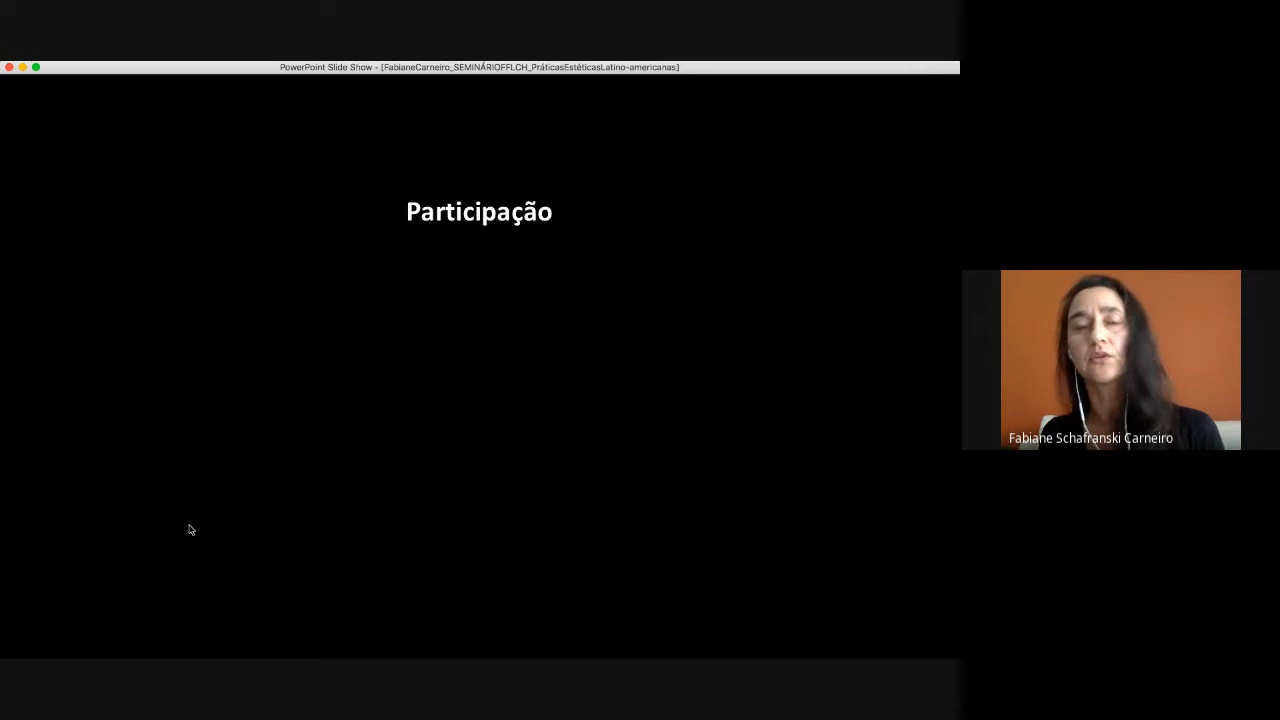 PowerPoint Slide Show - [FabianeCarneiro_SEMINÁRIOFFLCH_PráticasEstéticasLatino-americanas]
Participação
Fabiane Schafranski Carneiro